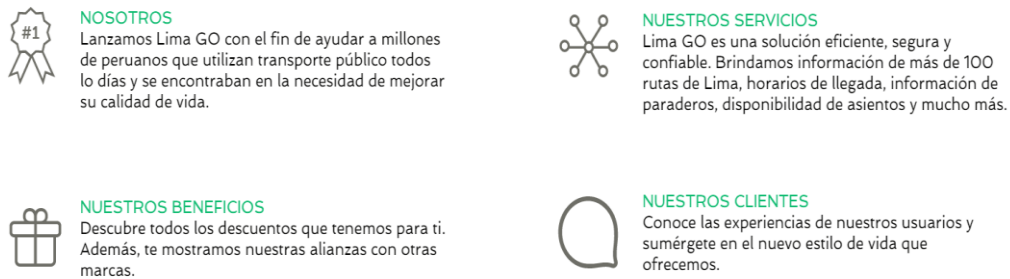 #1
NOSOTROS
Lanzamos Lima GO con el fin de ayudar a millones
de peruanos que utilizan transporte público todos
lo días y se encontraban en la necesidad de mejorar
su calidad de vida.
NUESTROS SERVICIOS
Lima GO es una solución eficiente, segura y
confiable. Brindamos información de más de 100
rutas de Lima, horarios de llegada, información de
paraderos, disponibilidad de asientos y mucho más.
NUESTROS BENEFICIOS
Descubre todos los descuentos que tenemos para ti.
Además, te mostramos nuestras alianzas con otras
marcas.
NUESTROS CLIENTES
Conoce las experiencias de nuestros usuarios y
sumérgete en el nuevo estilo de vida que
ofrecemos.